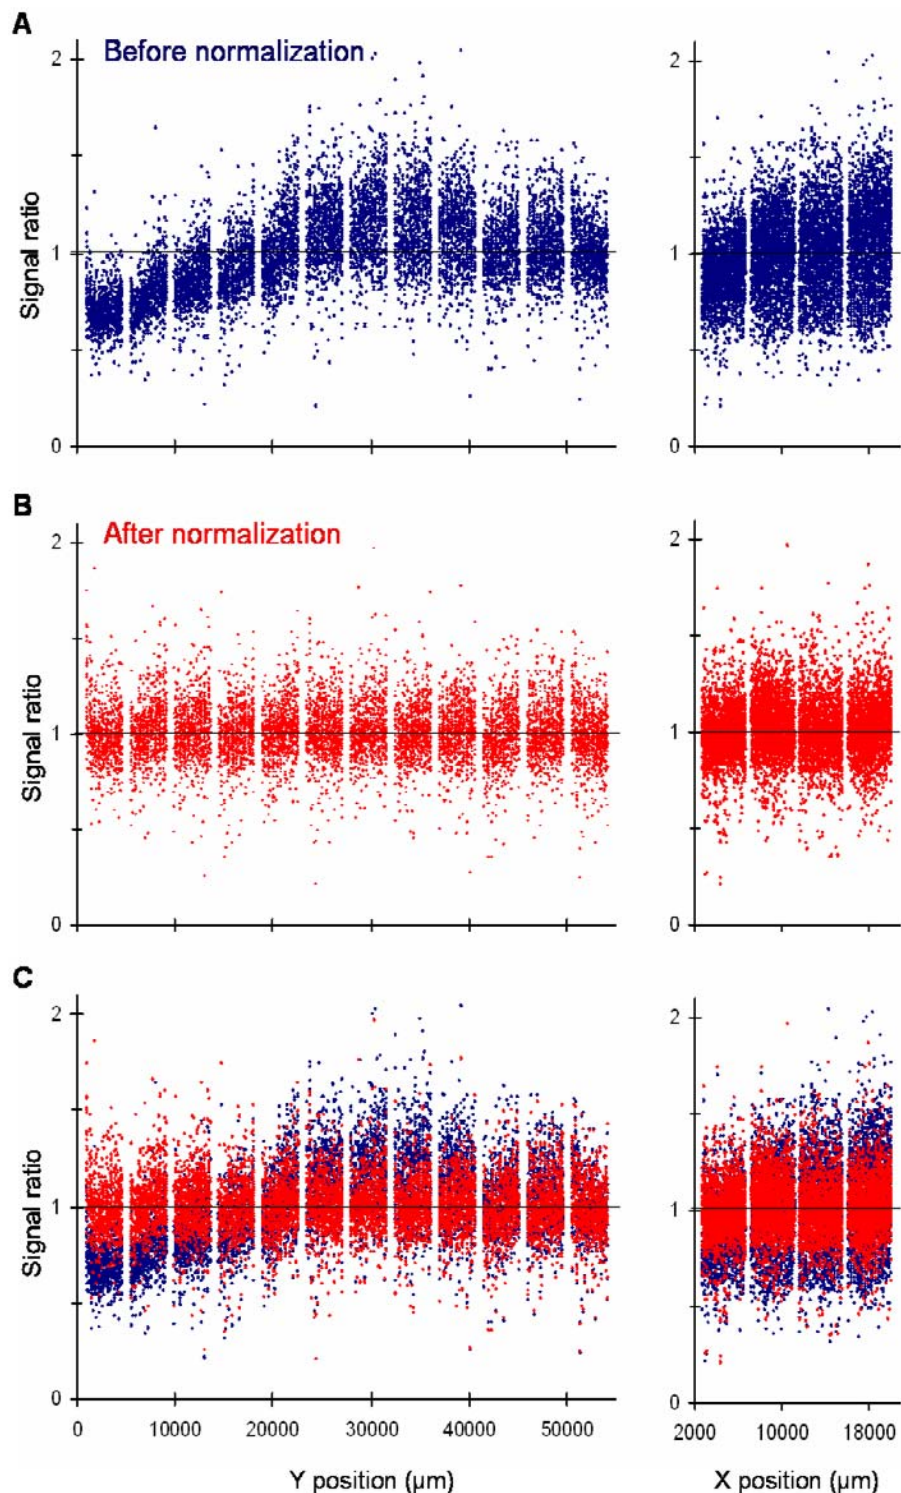 A
Before normalization
2
1
0
Signal ratio
2
1
0
B
After normalization
2
1
0
Signal ratio
2
1
0
C
2
1
0
Signal ratio
0 10000 20000 30000 40000 50000
Y position (µm)
2
1
0
2000 10000 18000
X position (µm)